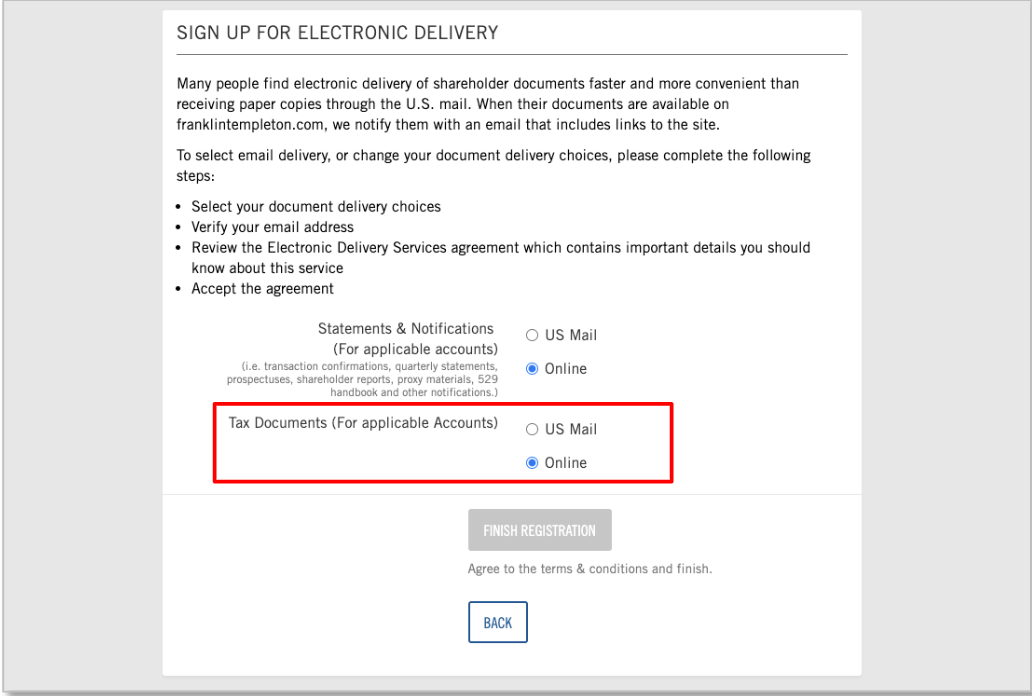 SIGN UP FOR ELECTRONIC DELIVERY
Many people find electronic delivery of shareholder documents faster and more convenient than
receiving paper copies through the U.S. mail. When their documents are available on
franklintempleton.com, we notify them with an email that includes links to the site.
To select email delivery, or change your document delivery choices, please complete the following
steps:
• Select your document delivery choices
• Verify your email address
• Review the Electronic Delivery Services agreement which contains important details you should
know about this service
• Accept the agreement
Statements & Notifications
(For applicable accounts)
(i.e. transaction confirmations, quarterly statements,
prospectuses, shareholder reports, proxy materials, 529
handbook and other notifications.)
US Mail
Online
Tax Documents (For applicable Accounts)
US Mail
Online
FINISH REGISTRATION
Agree to the terms & conditions and finish.
BACK